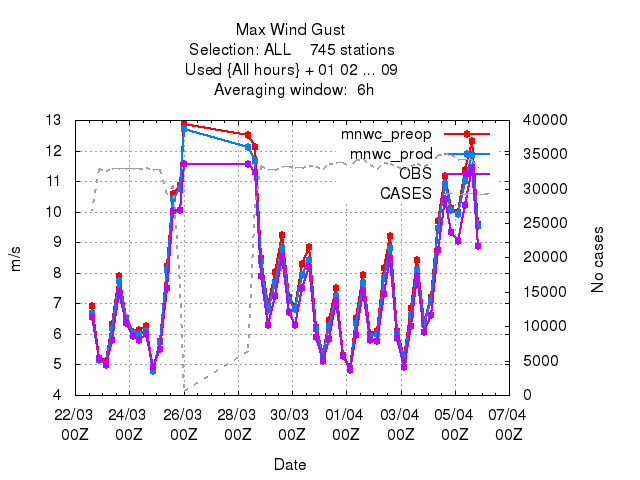 Max Wind Gust
Selection: ALL    745 stations
Used {All hours} + 01 02 ... 09
Averaging window:  6h
13
12
11
10
9
8
7
6
5
4
m/s
40000
35000
30000
25000
20000
15000
10000
5000
0
No cases
mnwc_preop
mnwc_prod
OBS
CASES
22/03 24/03 26/03 28/03 30/03 01/04 03/04 05/04 07/04
00Z 00Z 00Z 00Z 00Z 00Z 00Z 00Z 00Z
Date